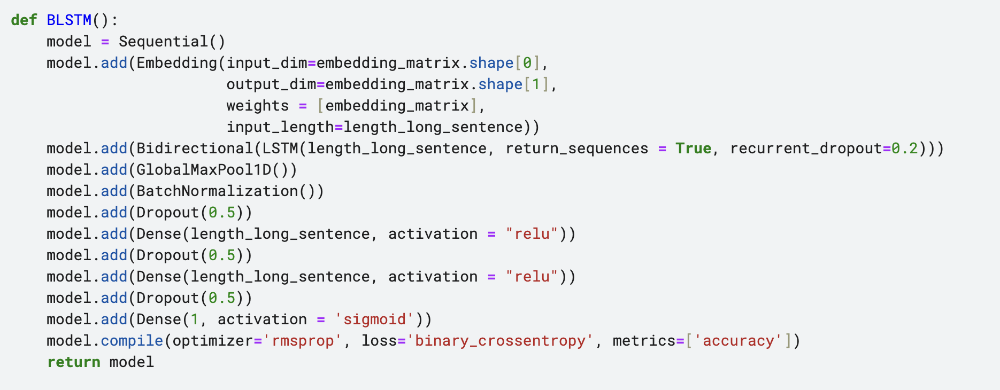 def BLSTM():
    model = Sequential()
    model.add(Embedding(input_dim=embedding_matrix.shape[0],
                        output_dim=embedding_matrix.shape[1],
                        weights = [embedding_matrix],
                        input_length=length_long_sentence))
    model.add(Bidirectional(LSTM(length_long_sentence, return_sequences = True, recurrent_dropout=0.2)))
    model.add(GlobalMaxPool1D())
    model.add(BatchNormalization())
    model.add(Dropout(0.5))
    model.add(Dense(length_long_sentence, activation = "relu"))
    model.add(Dropout(0.5))
    model.add(Dense(length_long_sentence, activation = "relu"))
    model.add(Dropout(0.5))
    model.add(Dense(1, activation = 'sigmoid'))
    model.compile(optimizer='rmsprop', loss='binary_crossentropy', metrics=['accuracy'])
    return model